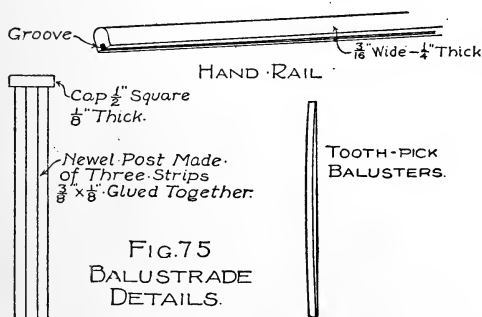 Groove
3/16" Wide - 1/4" Thick
HAND·RAIL
Cap 1/2" Square
1/8" Thick.
Newel·Post Made·
of Three·Strips
3/8" x 1/8"·Glued Together.
TOOTH-PICK
BALUSTERS.
FIG.75
BALUSTRADE
DETAILS.